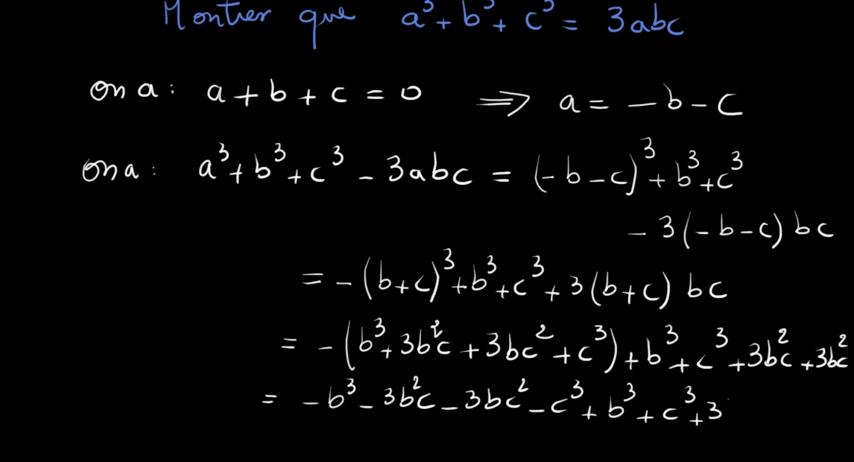 Montrer que a³ + b³ + c³ = 3abc
on a : a + b + c = 0 ⇒ a = -b - c
on a : a³ + b³ + c³ - 3abc = (-b - c)³ + b³ + c³
- 3(-b - c) bc
= -(b+c)³ + b³ + c³ + 3(b+c) bc
= -(b³ + 3b²c + 3bc² + c³) + b³ + c³ + 3b²c + 3bc²
= -b³ - 3b²c - 3bc² - c³ + b³ + c³ + 3